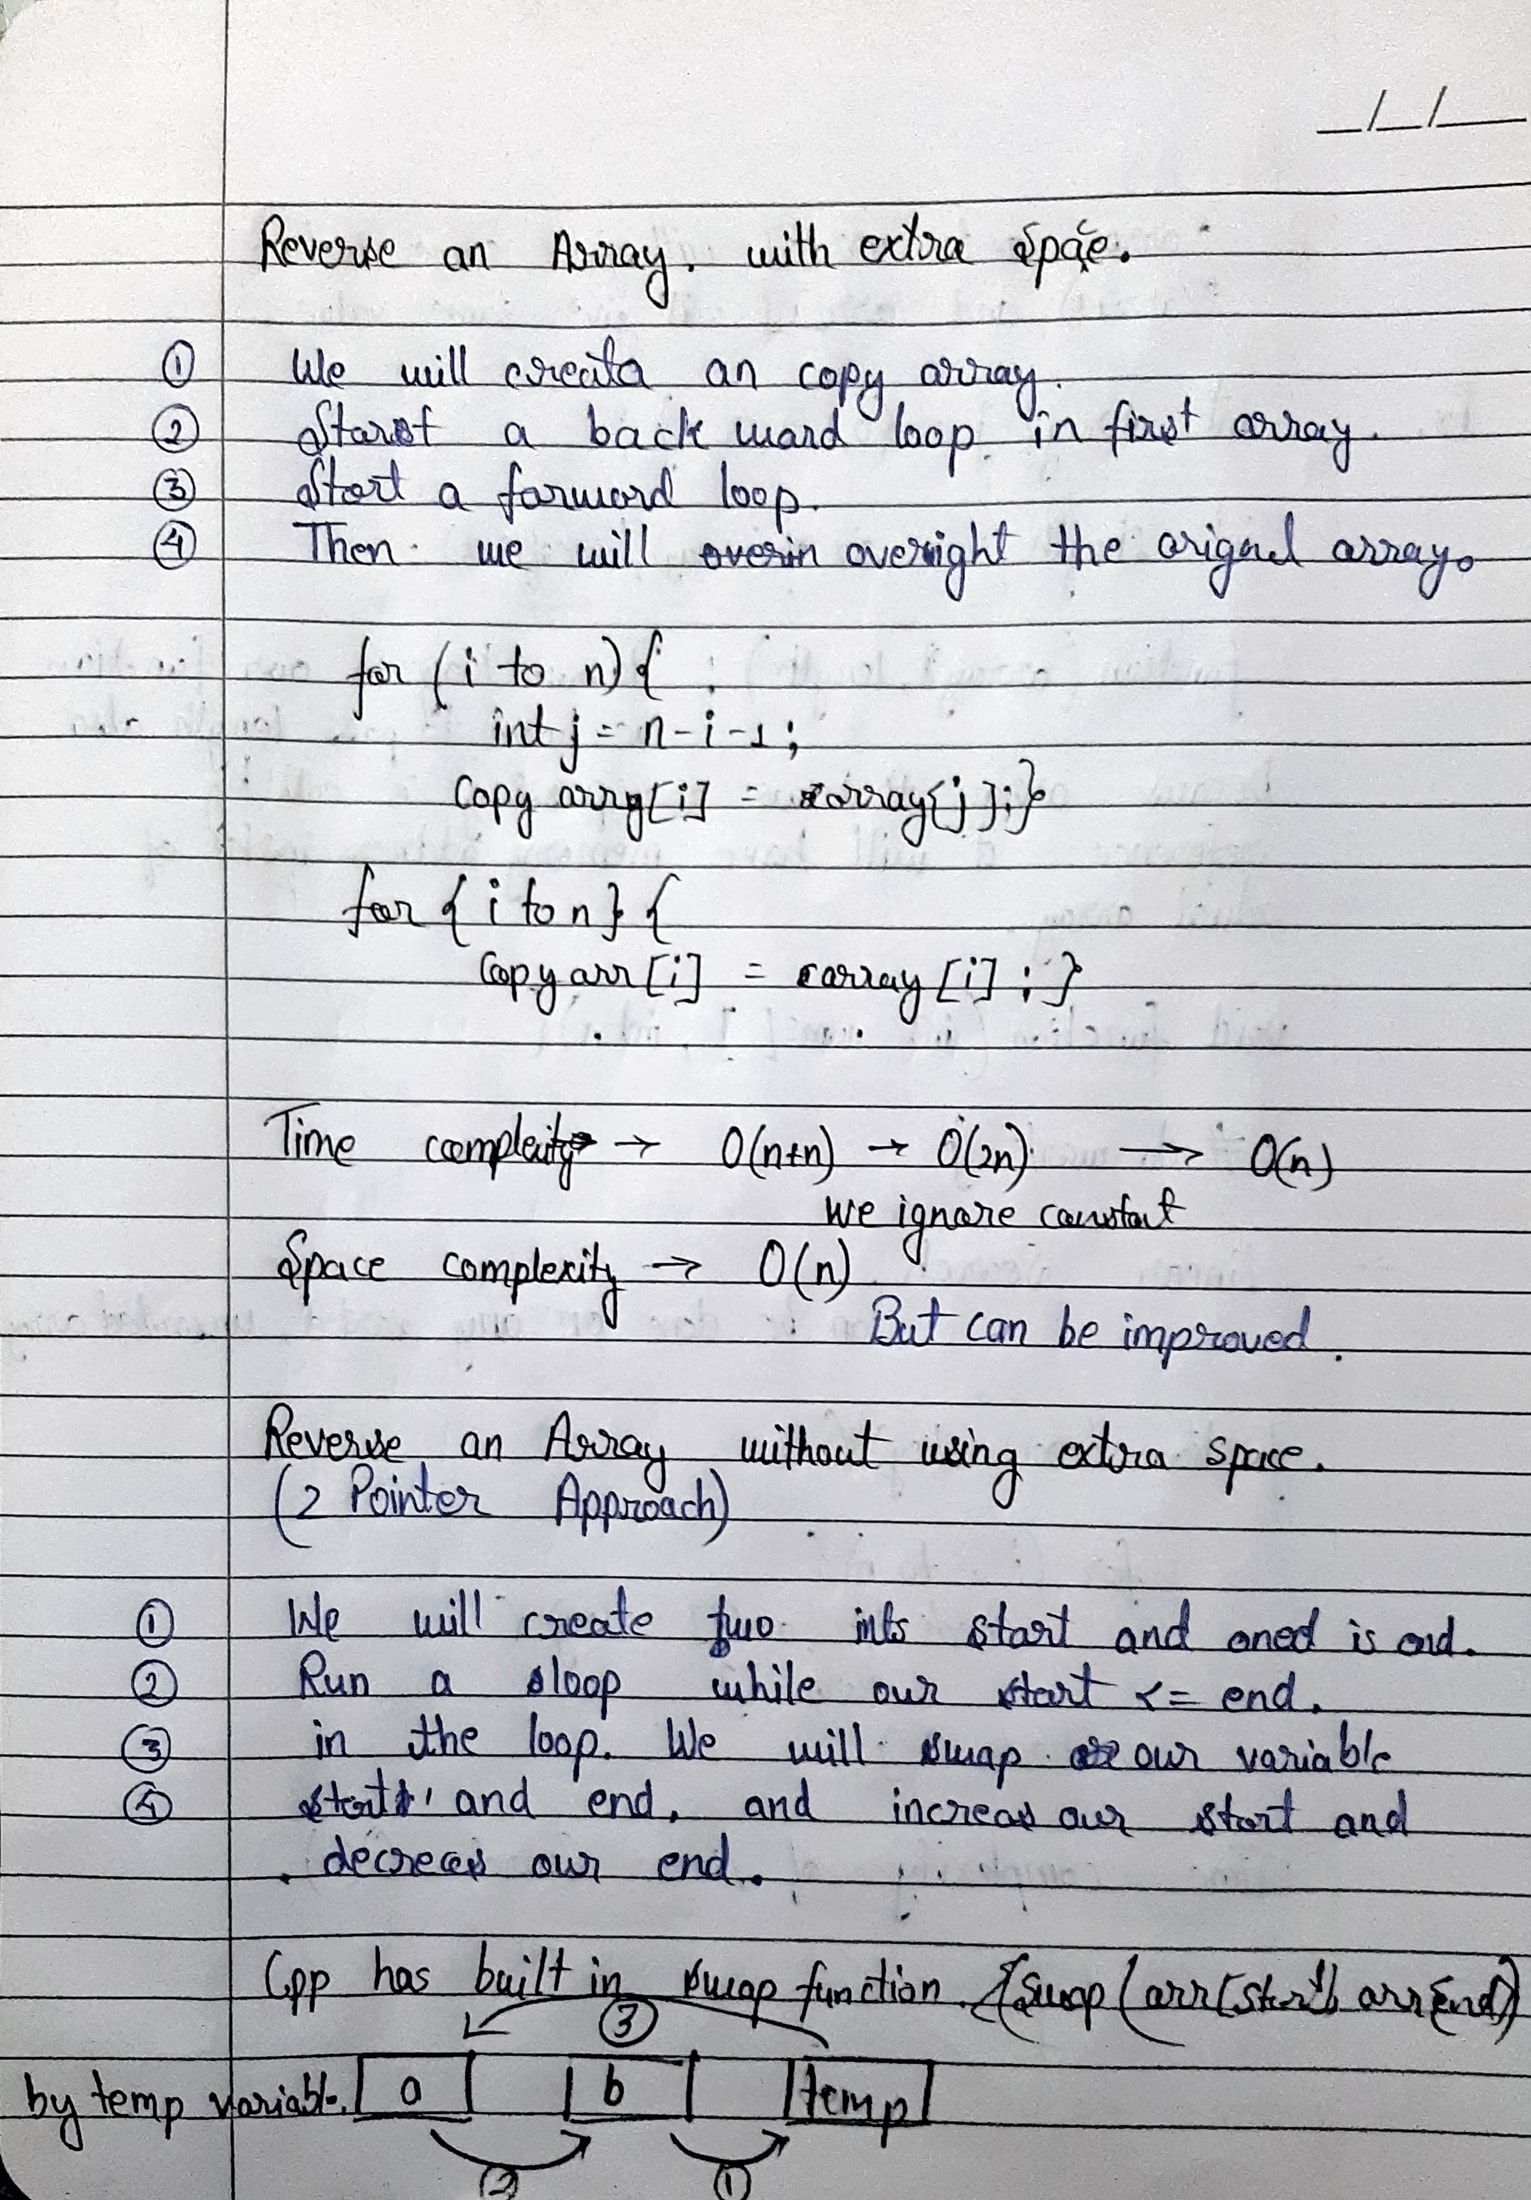 _/_/__
Reverse an Array. with extra Space.
① We will create an copy array.
② Start a back ward loop in first array.
③ Start a forword loop.
④ Then we will overin overright the orignal array.
for (i to n) {
int j = n-i-1;
Copy arry[i] = array[j];}
for { i to n} {
Copy arr [i] = array [i] ; }
Time complexity → O(n+n) → O(2n) → O(n)
we ignore constant
Space complexity → O(n)
But can be improved.
Reverse an Array without using extra space.
(2 Pointer Approach)
① We will create two ints start and is end.
② Run a loop while our start <= end.
③ in the loop. We will swap our variable
④ start and end, and increas our start and
decreas our end.
Cpp has built in swap function. {swap (arr[start], arr[end])
③
by temp variable. a b temp
② ①